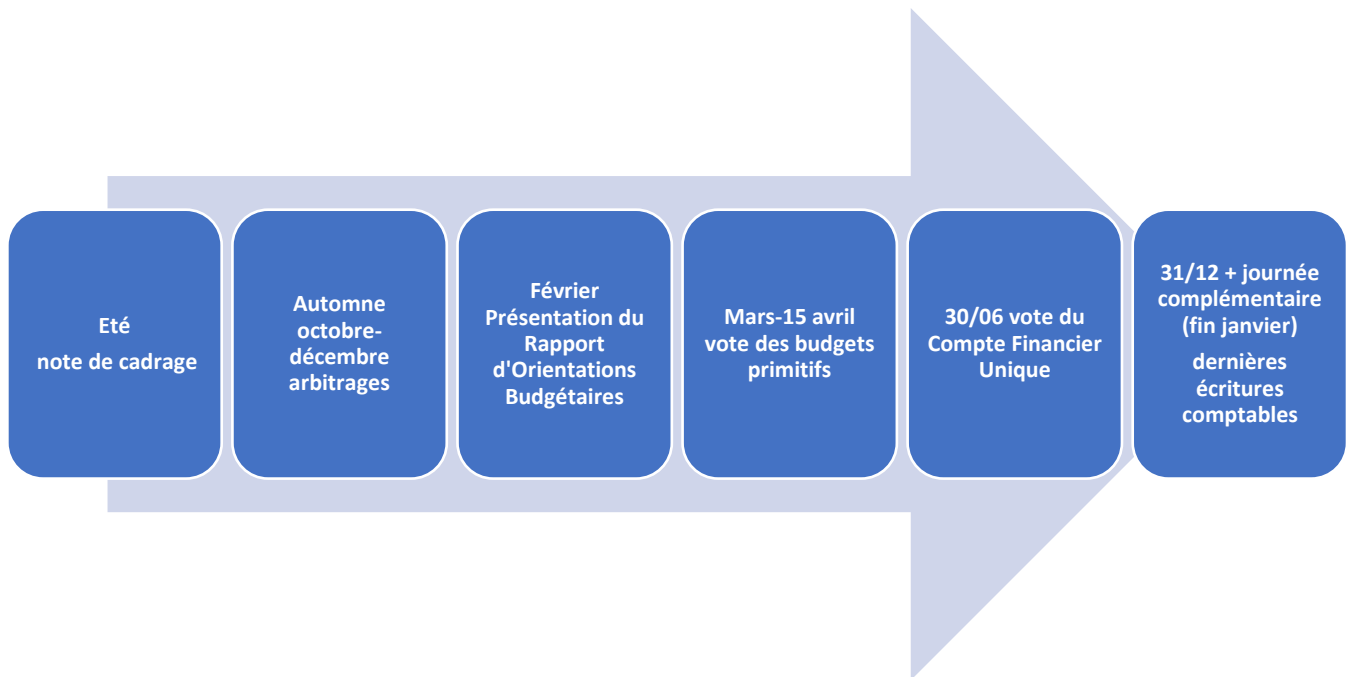 Eté
note de cadrage
Automne
octobre-
décembre
arbitrages
Février
Présentation du
Rapport
d'Orientations
Budgétaires
Mars-15 avril
vote des budgets
primitifs
30/06 vote du
Compte Financier
Unique
31/12 + journée
complémentaire
(fin janvier)
dernières
écritures
comptables